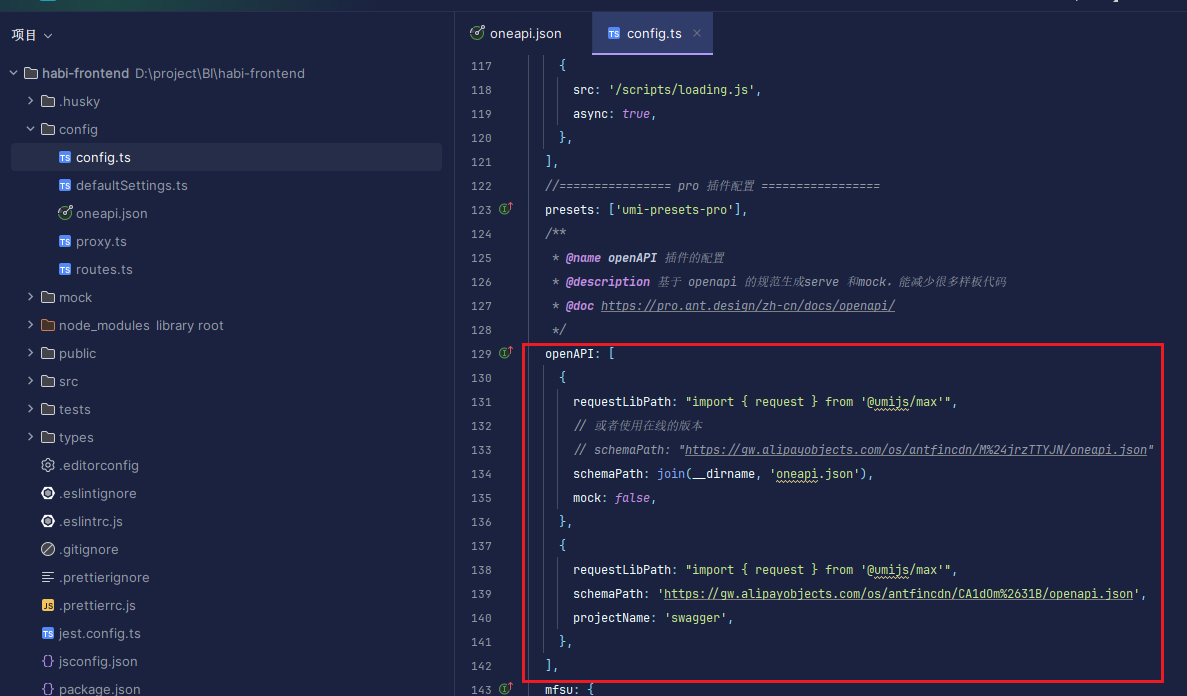 项目
habi-frontend D:\project\BI\habi-frontend
.husky
config
TS config.ts
TS defaultSettings.ts
oneapi.json
TS proxy.ts
TS routes.ts
mock
node_modules library root
public
src
tests
types
.editorconfig
.eslintignore
.eslintrc.js
.gitignore
.prettierignore
JS .prettierrc.js
TS jest.config.ts
{} jsconfig.json
{} package.json
oneapi.json
TS config.ts ×
117 {
118 src: '/scripts/loading.js',
119 async: true,
120 },
121 ],
122 //================ pro 插件配置 =================
123 presets: ['umi-presets-pro'],
124 /**
125 * @name openAPI 插件的配置
126 * @description 基于 openapi 的规范生成serve 和mock，能减少很多样板代码
127 * @doc https://pro.ant.design/zh-cn/docs/openapi/
128 */
129 openAPI: [
130 {
131 requestLibPath: "import { request } from '@umijs/max'",
132 // 或者使用在线的版本
133 // schemaPath: "https://gw.alipayobjects.com/os/antfincdn/M%24jrzTTYJN/oneapi.json"
134 schemaPath: join(__dirname, 'oneapi.json'),
135 mock: false,
136 },
137 {
138 requestLibPath: "import { request } from '@umijs/max'",
139 schemaPath: 'https://gw.alipayobjects.com/os/antfincdn/CA1dOm%2631B/openapi.json',
140 projectName: 'swagger',
141 },
142 ],
143 mfsu: {